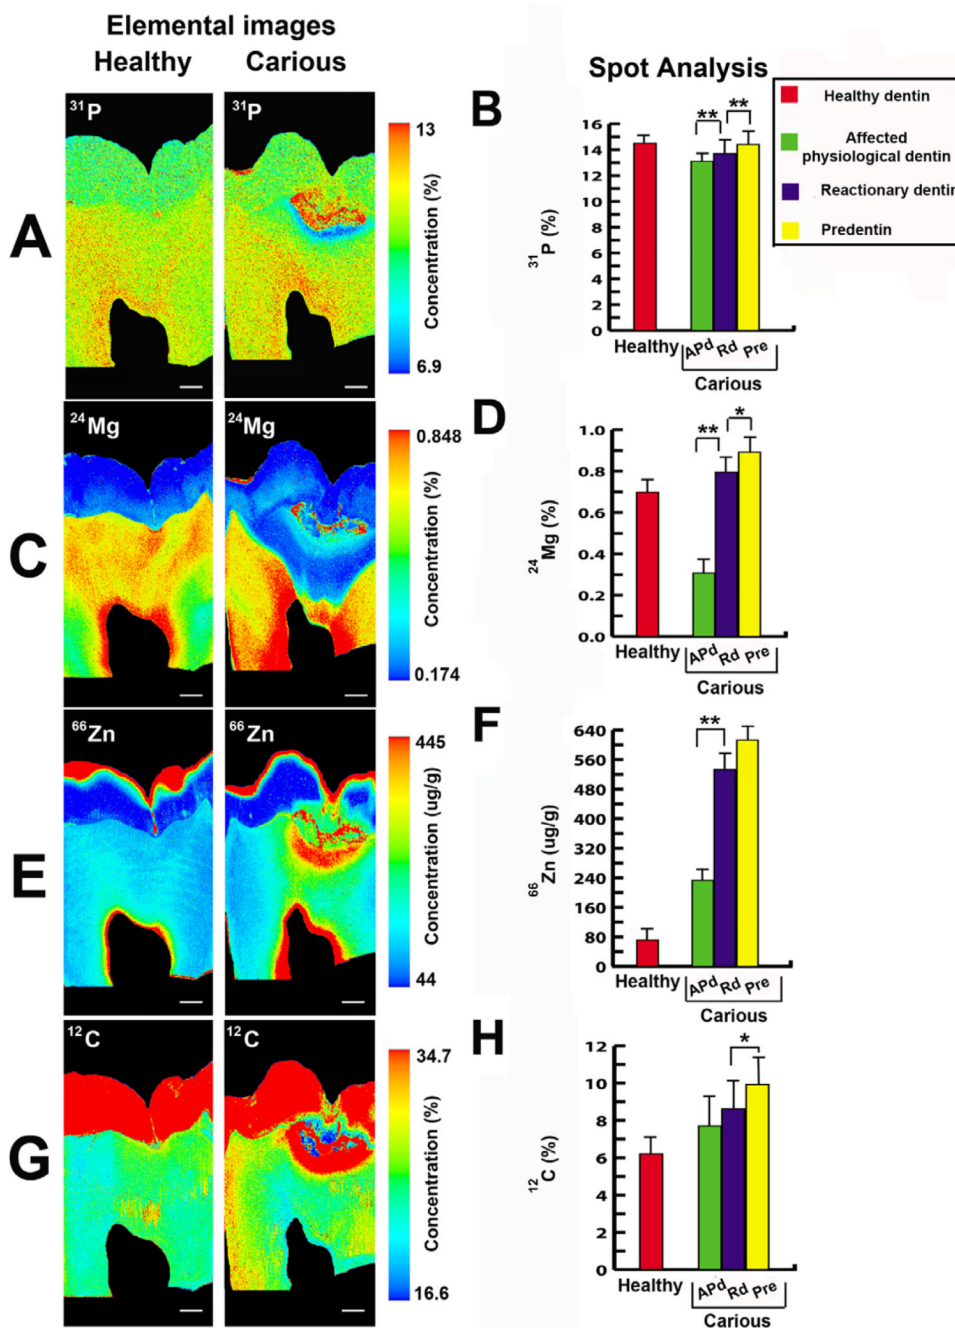 Elemental images
Healthy Carious
Spot Analysis
Healthy dentin
Affected
physiological dentin
Reactionary dentin
Predentin
A
31P
31P
13
Concentration (%)
6.9
B
31P (%)
16
14
12
10
8
6
4
2
0
** **
Healthy APd Rd Pre
Carious
C
24Mg
24Mg
0.848
Concentration (%)
0.174
D
24Mg (%)
1.0
0.8
0.6
0.4
0.2
0.0
** *
Healthy APd Rd Pre
Carious
E
66Zn
66Zn
445
Concentration (ug/g)
44
F
66Zn (ug/g)
640
560
480
400
320
240
160
80
0
**
Healthy APd Rd Pre
Carious
G
12C
12C
34.7
Concentration (%)
16.6
H
12C (%)
12
10
8
6
4
2
0
*
Healthy APd Rd Pre
Carious